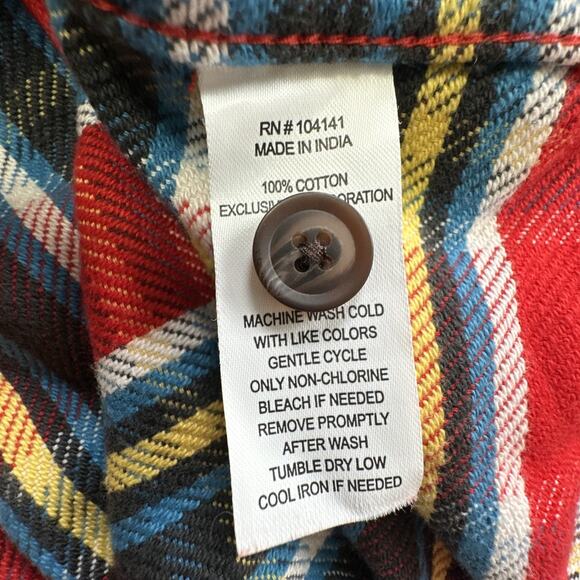 RN # 104141
MADE IN INDIA
100% COTTON
MACHINE WASH COLD
WITH LIKE COLORS
GENTLE CYCLE
ONLY NON-CHLORINE
BLEACH IF NEEDED
REMOVE PROMPTLY
AFTER WASH
TUMBLE DRY LOW
COOL IRON IF NEEDED